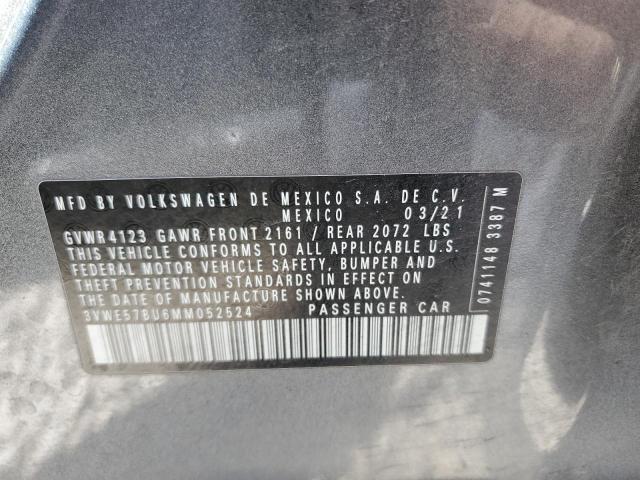 MFD BY VOLKSWAGEN DE MEXICO S.A. DE C.V.
MEXICO 03/21
GVWR4123 GAWR FRONT 2161 / REAR 2072 LBS
THIS VEHICLE CONFORMS TO ALL APPLICABLE U.S.
FEDERAL MOTOR VEHICLE SAFETY, BUMPER AND
THEFT PREVENTION STANDARDS IN EFFECT ON
THE DATE OF MANUFACTURE SHOWN ABOVE.
3VWE57BU6MM052524 PASSENGER CAR
0741148 3387 M